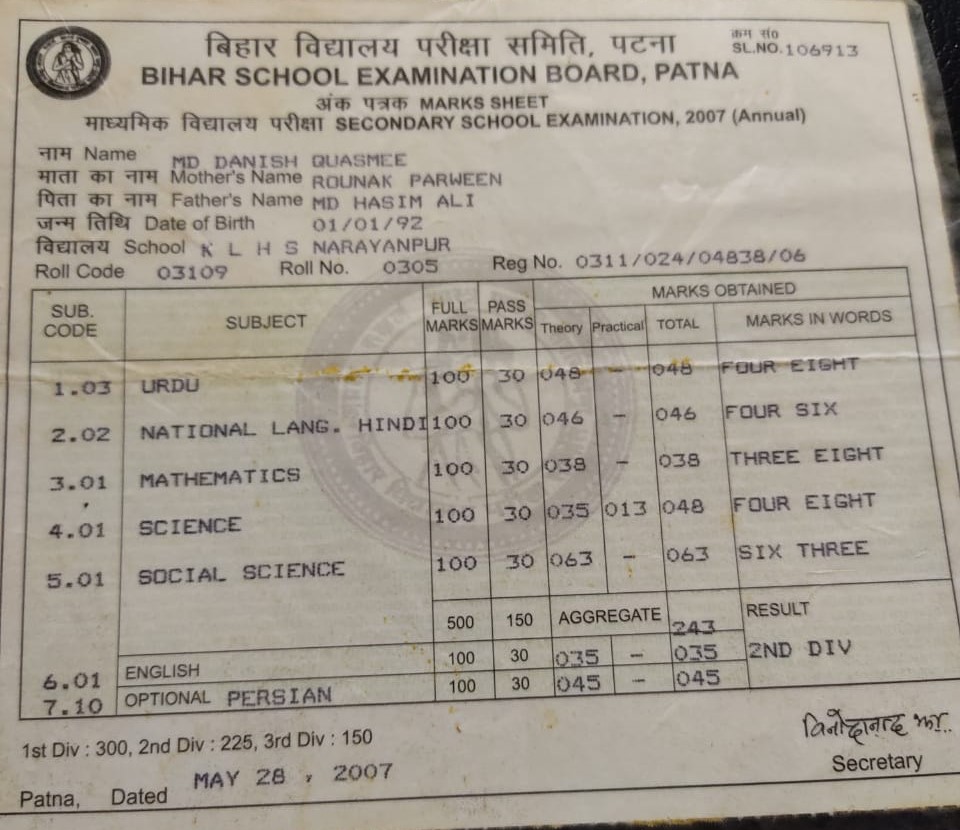 बिहार विद्यालय परीक्षा समिति, पटना
क्रम सं०
SL.NO. 106913
BIHAR SCHOOL EXAMINATION BOARD, PATNA
अंक पत्रक MARKS SHEET
माध्यमिक विद्यालय परीक्षा SECONDARY SCHOOL EXAMINATION, 2007 (Annual)
नाम Name MD DANISH QUASMEE
माता का नाम Mother's Name ROUNAK PARWEEN
पिता का नाम Father's Name MD HASIM ALI
जन्म तिथि Date of Birth 01/01/92
विद्यालय School K L H S NARAYANPUR
Roll Code 03109 Roll No. 0305 Reg No. 0311/024/04838/06
SUB. CODE SUBJECT FULL MARKS PASS MARKS MARKS OBTAINED
Theory Practical TOTAL MARKS IN WORDS
1.03 URDU 100 30 048 - 048 FOUR EIGHT
2.02 NATIONAL LANG. HINDI 100 30 046 - 046 FOUR SIX
3.01 MATHEMATICS 100 30 038 - 038 THREE EIGHT
4.01 SCIENCE 100 30 035 013 048 FOUR EIGHT
5.01 SOCIAL SCIENCE 100 30 063 - 063 SIX THREE
500 150 AGGREGATE 243 RESULT
6.01 ENGLISH 100 30 035 - 035 2ND DIV
7.10 OPTIONAL PERSIAN 100 30 045 - 045
1st Div : 300, 2nd Div : 225, 3rd Div : 150
विनोदानन्द झा
Patna, Dated MAY 28, 2007
Secretary